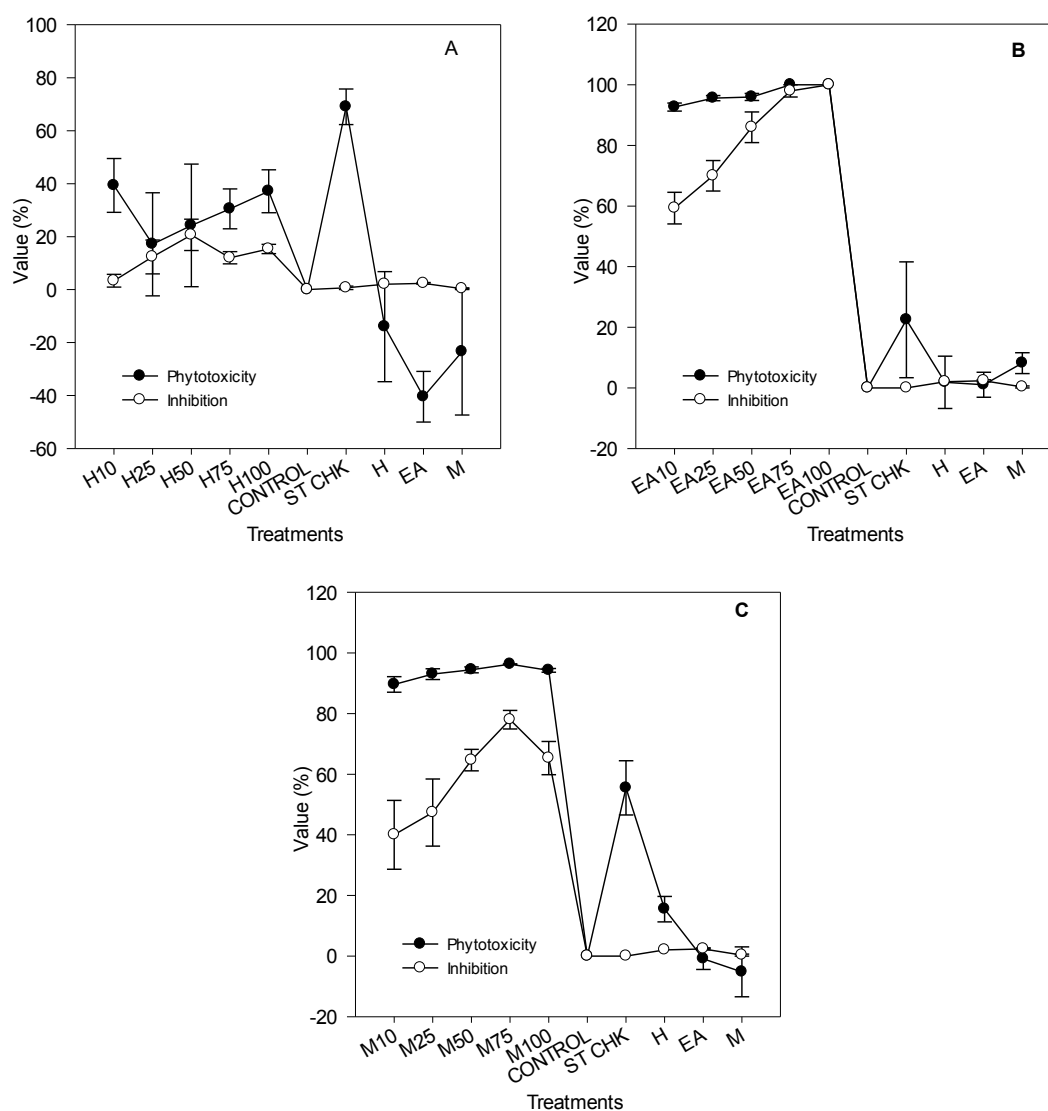 A
Value (%)
100
80
60
40
20
0
-20
-40
-60
Phytotoxicity
Inhibition
H10 H25 H50 H75 H100 CONTROL ST CHK H EA M
Treatments
B
Value (%)
120
100
80
60
40
20
0
-20
Phytotoxicity
Inhibition
EA10 EA25 EA50 EA75 EA100 CONTROL ST CHK H EA M
Treatments
C
Value (%)
120
100
80
60
40
20
0
-20
Phytotoxicity
Inhibition
M10 M25 M50 M75 M100 CONTROL ST CHK H EA M
Treatments